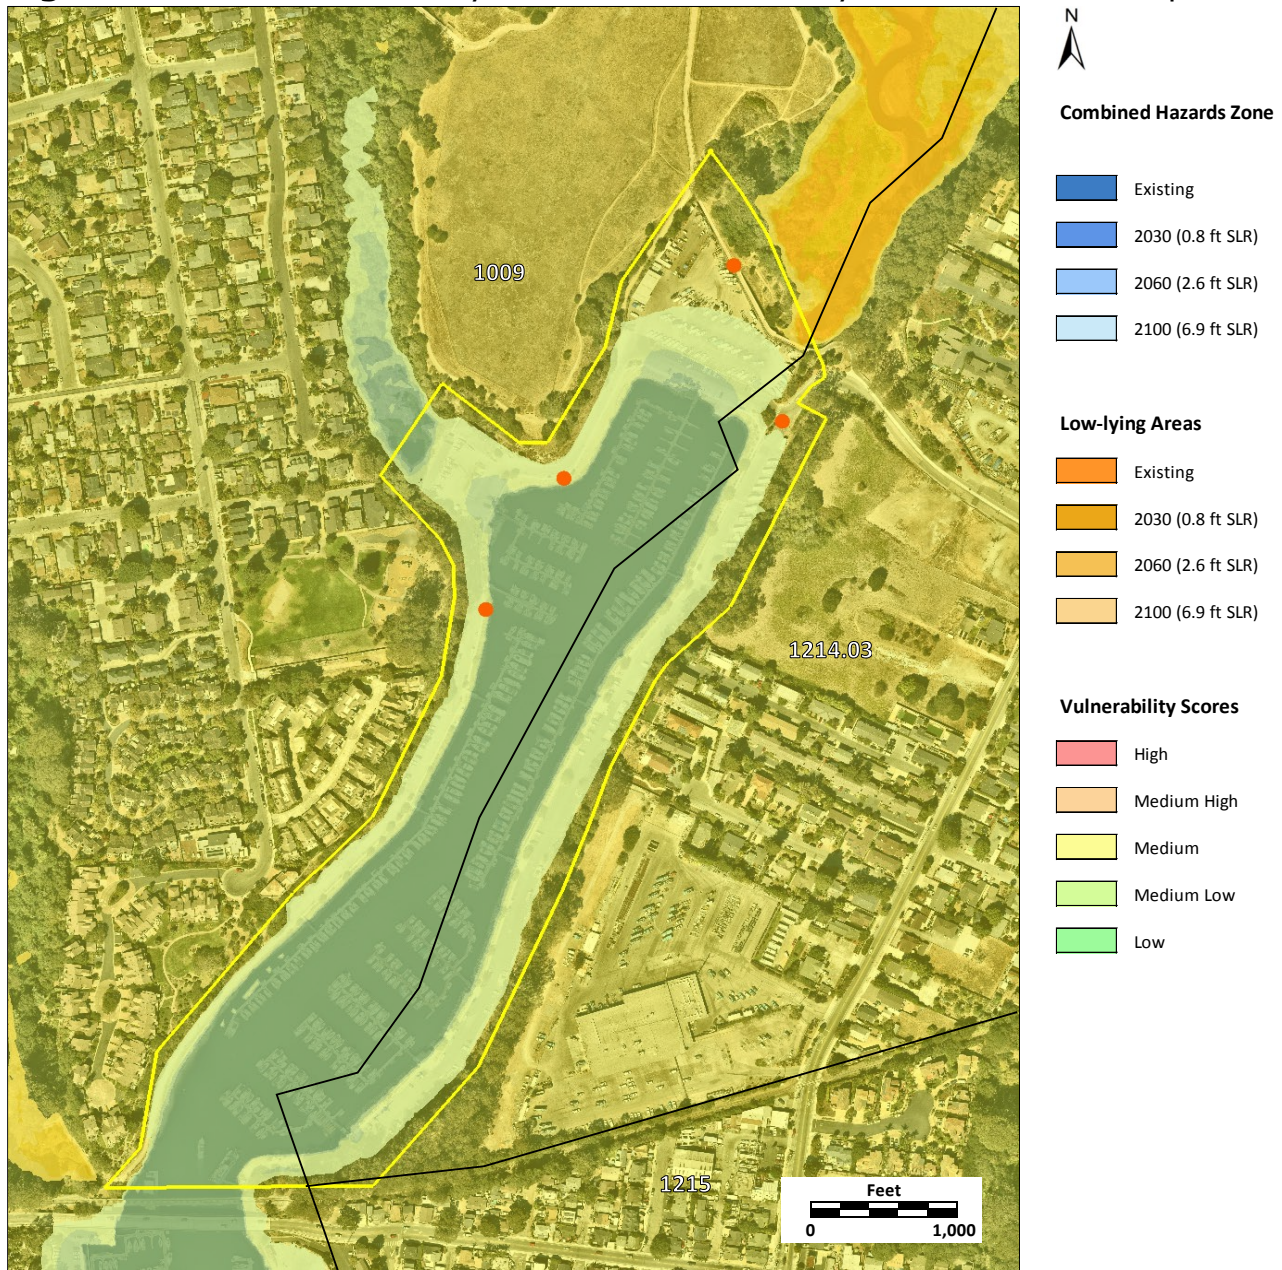 N
Combined Hazards Zone
Existing
2030 (0.8 ft SLR)
2060 (2.6 ft SLR)
2100 (6.9 ft SLR)
Low-lying Areas
Existing
2030 (0.8 ft SLR)
2060 (2.6 ft SLR)
2100 (6.9 ft SLR)
Vulnerability Scores
High
Medium High
Medium
Medium Low
Low
1009
1214.03
1215
Feet
0 1,000